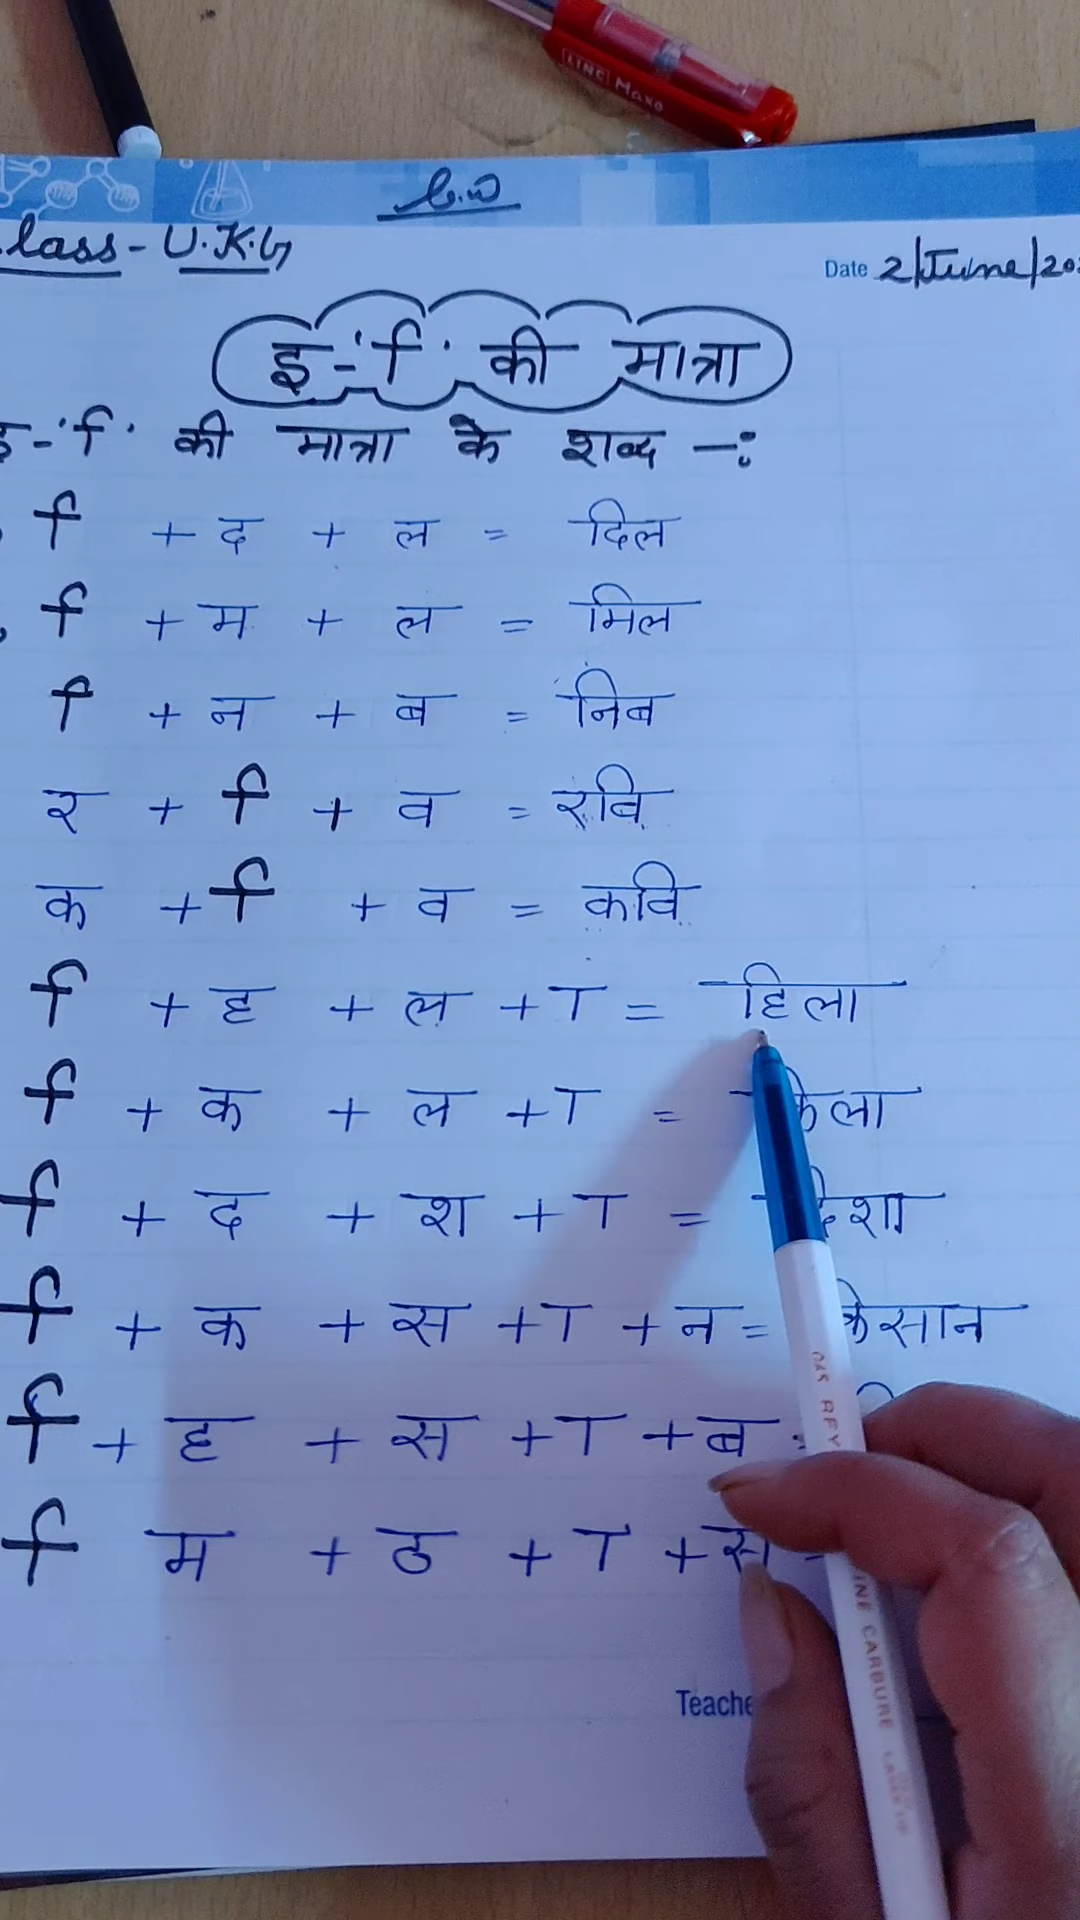 LINC Maxo
C.W
Class - U.K.G
Date 2/June/20
इ-'ि' की मात्रा
इ-'ि' की मात्रा के शब्द -:
ि + द + ल = दिल
ि + म + ल = मिल
ि + न + ब = निब
र + ि + व = रवि
क + ि + व = कवि
ि + ह + ल + ा = हिला
ि + क + ल + ा = किला
ि + द + श + ा = दिशा
ि + क + स + ा + न = किसान
ि + ह + स + ा + ब =
ि म + ठ + ा + स
Teache